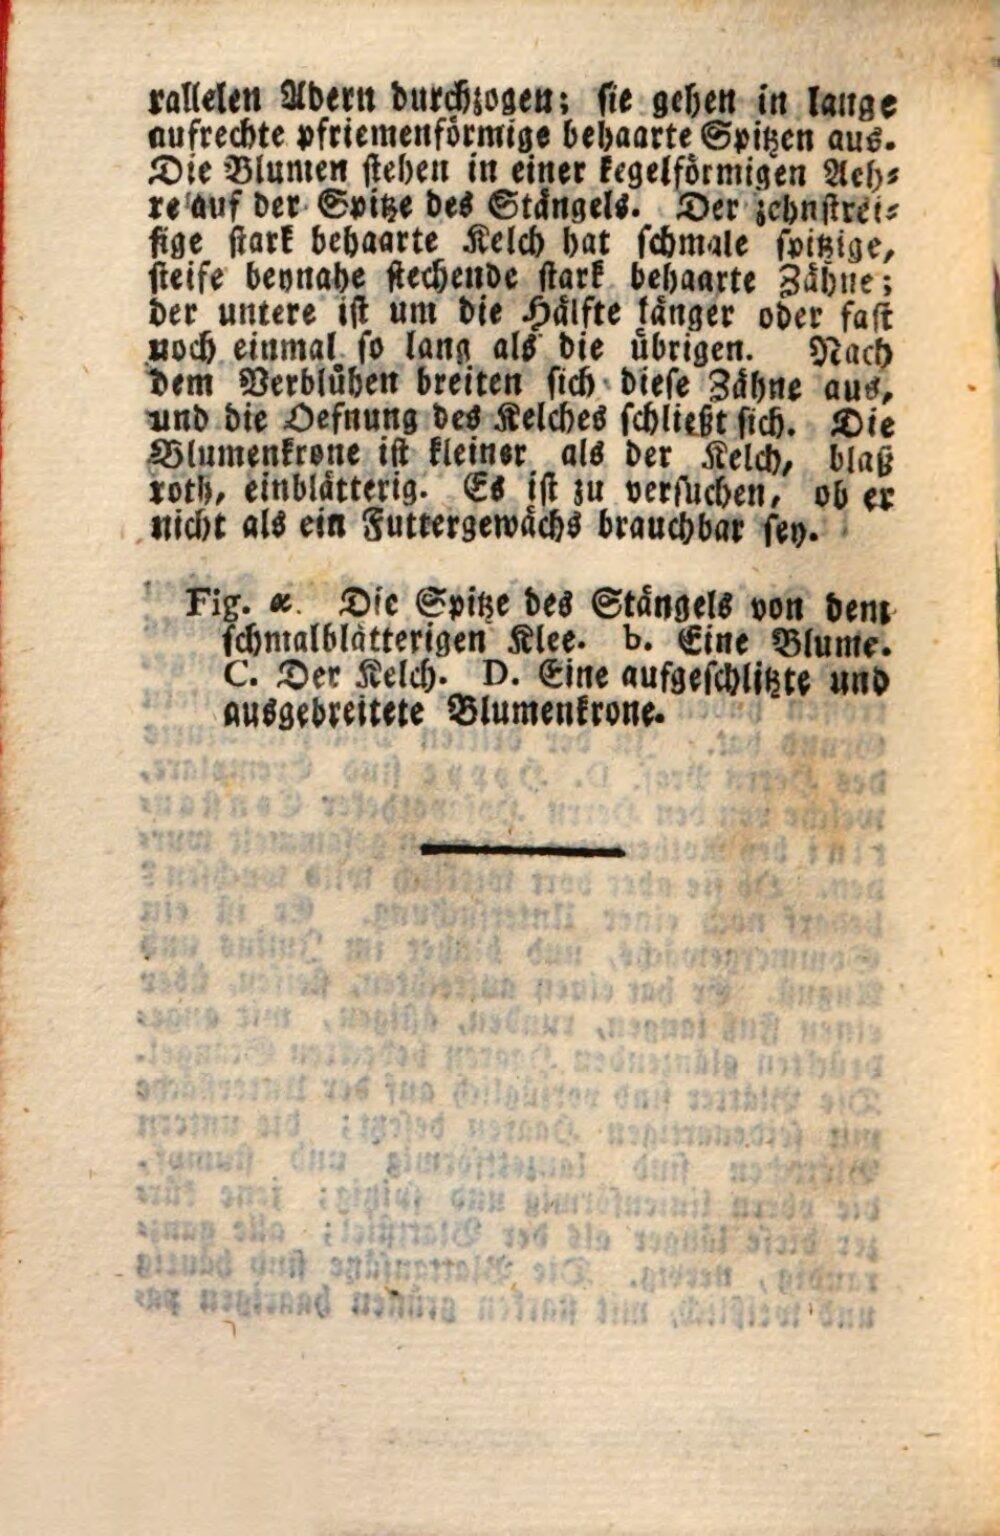 rallelen Adern durchzogen; sie gehen in lange
aufrechte pfriemenförmige behaarte Spitzen aus.
Die Blumen stehen in einer kegelförmigen Aeh-
re auf der Spitze des Stängels. Der zehnstrei-
fige stark behaarte Kelch hat schmale spitzige,
steife beynahe stechende stark behaarte Zähne;
der untere ist um die Hälfte länger oder fast
noch einmal so lang als die übrigen. Nach
dem Verblühen breiten sich diese Zähne aus,
und die Oefnung des Kelches schließt sich. Die
Blumenkrone ist kleiner als der Kelch, blaß
roth, einblätterig. Es ist zu versuchen, ob er
nicht als ein Futtergewächs brauchbar sey.
Fig. a. Die Spitze des Stängels von dem
schmalblätterigen Klee. b. Eine Blume.
C. Der Kelch. D. Eine aufgeschlitzte und
ausgebreitete Blumenkrone.